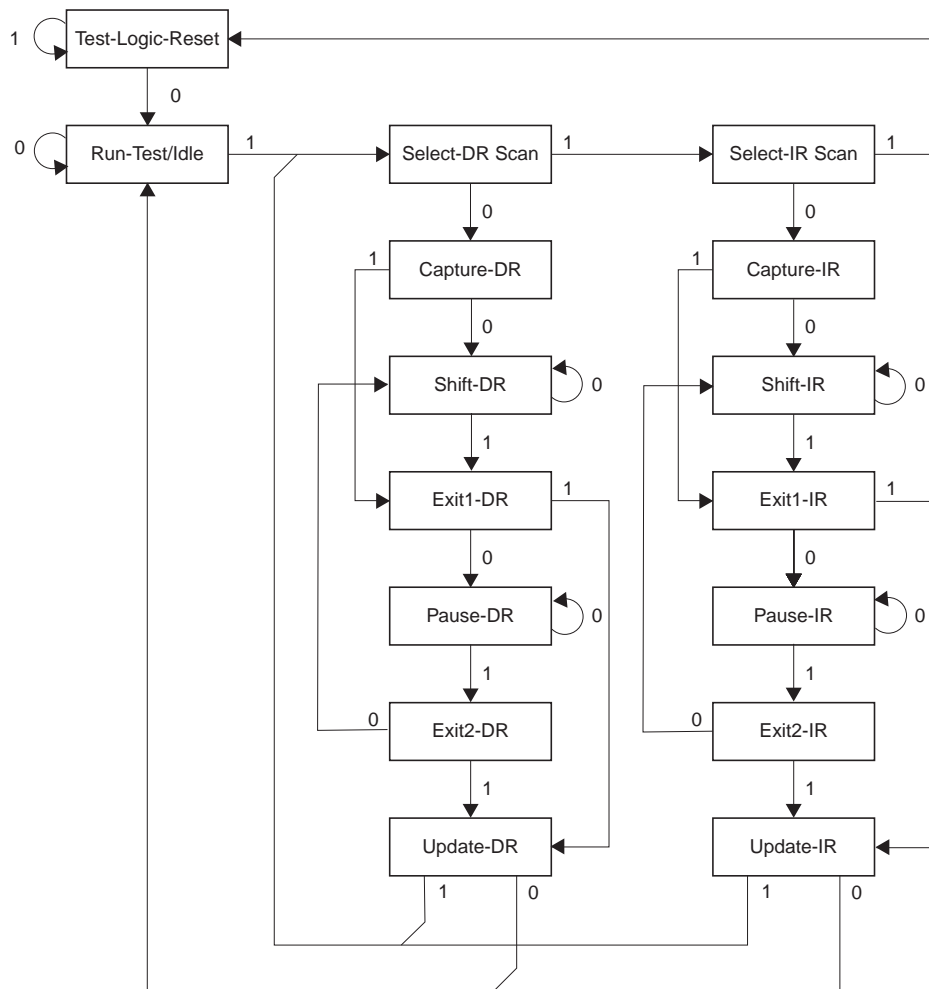 1
Test-Logic-Reset
0
0
Run-Test/Idle
1
Select-DR Scan
1
Select-IR Scan
1
0
0
1
Capture-DR
1
Capture-IR
0
0
Shift-DR
0
Shift-IR
0
1
1
Exit1-DR
1
Exit1-IR
1
0
0
Pause-DR
0
Pause-IR
0
1
1
0
Exit2-DR
0
Exit2-IR
1
1
Update-DR
Update-IR
1
0
1
0